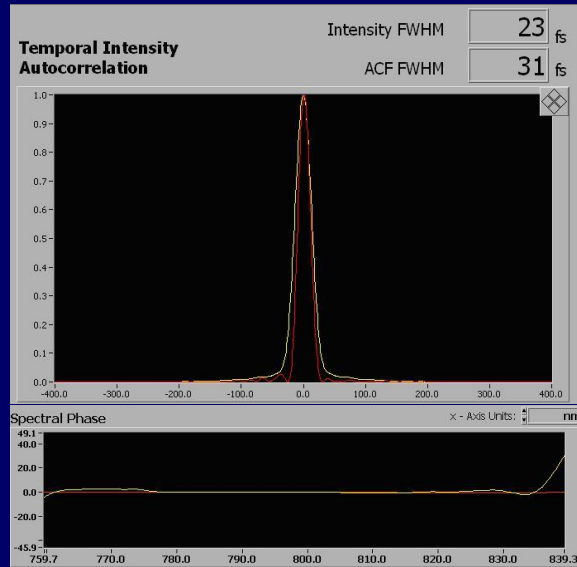 Temporal Intensity
Autocorrelation
Intensity FWHM 23 fs
ACF FWHM 31 fs
1.0
0.9
0.8
0.7
0.6
0.5
0.4
0.3
0.2
0.1
0.0
-400.0 -300.0 -200.0 -100.0 0.0 100.0 200.0 300.0 400.0
Spectral Phase x - Axis Units: nm
49.1
40.0
20.0
0.0
-20.0
-45.9
759.7 770.0 780.0 790.0 800.0 810.0 820.0 830.0 839.3